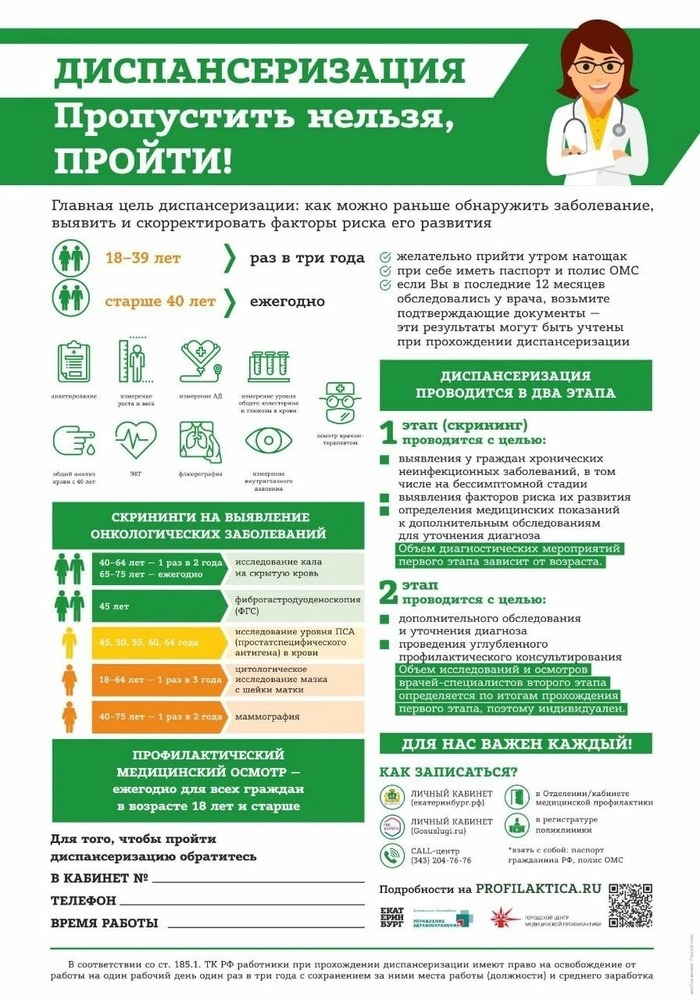 ДИСПАНСЕРИЗАЦИЯ
Пропустить нельзя,
ПРОЙТИ!
Главная цель диспансеризации: как можно раньше обнаружить заболевание,
выявить и скорректировать факторы риска его развития
18–39 лет
раз в три года
старше 40 лет
ежегодно
анкетирование
измерение
роста и веса
измерение АД
измерение уровня
общего холестерина
и глюкозы в крови
осмотр врачом-
терапевтом
общий анализ
крови с 40 лет
ЭКГ
флюорография
измерение
внутриглазного
давления
СКРИНИНГИ НА ВЫЯВЛЕНИЕ
ОНКОЛОГИЧЕСКИХ ЗАБОЛЕВАНИЙ
40–64 лет — 1 раз в 2 года
65–75 лет — ежегодно
исследование кала
на скрытую кровь
45 лет
фиброгастродуоденоскопия
(ФГС)
45, 50, 55, 60, 64 года
исследование уровня ПСА
(простатспецифического
антигена) в крови
18–64 лет — 1 раз в 3 года
цитологическое
исследование мазка
с шейки матки
40–75 лет — 1 раз в 2 года
маммография
ПРОФИЛАКТИЧЕСКИЙ
МЕДИЦИНСКИЙ ОСМОТР —
ежегодно для всех граждан
в возрасте 18 лет и старше
Для того, чтобы пройти
диспансеризацию обратитесь
В КАБИНЕТ №
ТЕЛЕФОН
ВРЕМЯ РАБОТЫ
желательно прийти утром натощак
при себе иметь паспорт и полис ОМС
если Вы в последние 12 месяцев
обследовались у врача, возьмите
подтверждающие документы —
эти результаты могут быть учтены
при прохождении диспансеризации
ДИСПАНСЕРИЗАЦИЯ
ПРОВОДИТСЯ В ДВА ЭТАПА
1 этап (скрининг)
проводится с целью:
выявления у граждан хронических
неинфекционных заболеваний, в том
числе на бессимптомной стадии
выявления факторов риска их развития
определения медицинских показаний
к дополнительным обследованиям
для уточнения диагноза
Объем диагностических мероприятий
первого этапа зависит от возраста.
2 этап
проводится с целью:
дополнительного обследования
и уточнения диагноза
проведения углубленного
профилактического консультирования
Объем исследований и осмотров
врачей-специалистов второго этапа
определяется по итогам прохождения
первого этапа, поэтому индивидуален.
ДЛЯ НАС ВАЖЕН КАЖДЫЙ!
КАК ЗАПИСАТЬСЯ?
ЛИЧНЫЙ КАБИНЕТ
(екатеринбург.рф)
в Отделении/кабинете
медицинской профилактики
ЛИЧНЫЙ КАБИНЕТ
(Gosuslugi.ru)
в регистратуре
поликлиники
CALL-центр
(343) 204-76-76
*взять с собой: паспорт
гражданина РФ, полис ОМС
Подробности на PROFILAKTICA.RU
ЕКАТ
ЕРИН
БУРГ
УПРАВЛЕНИЕ
ЗДРАВООХРАНЕНИЯ
ГОРОДСКОЙ ЦЕНТР
МЕДИЦИНСКОЙ ПРОФИЛАКТИКИ
В соответствии со ст. 185.1. ТК РФ работники при прохождении диспансеризации имеют право на освобождение от
работы на один рабочий день один раз в три года с сохранением за ними места работы (должности) и среднего заработка